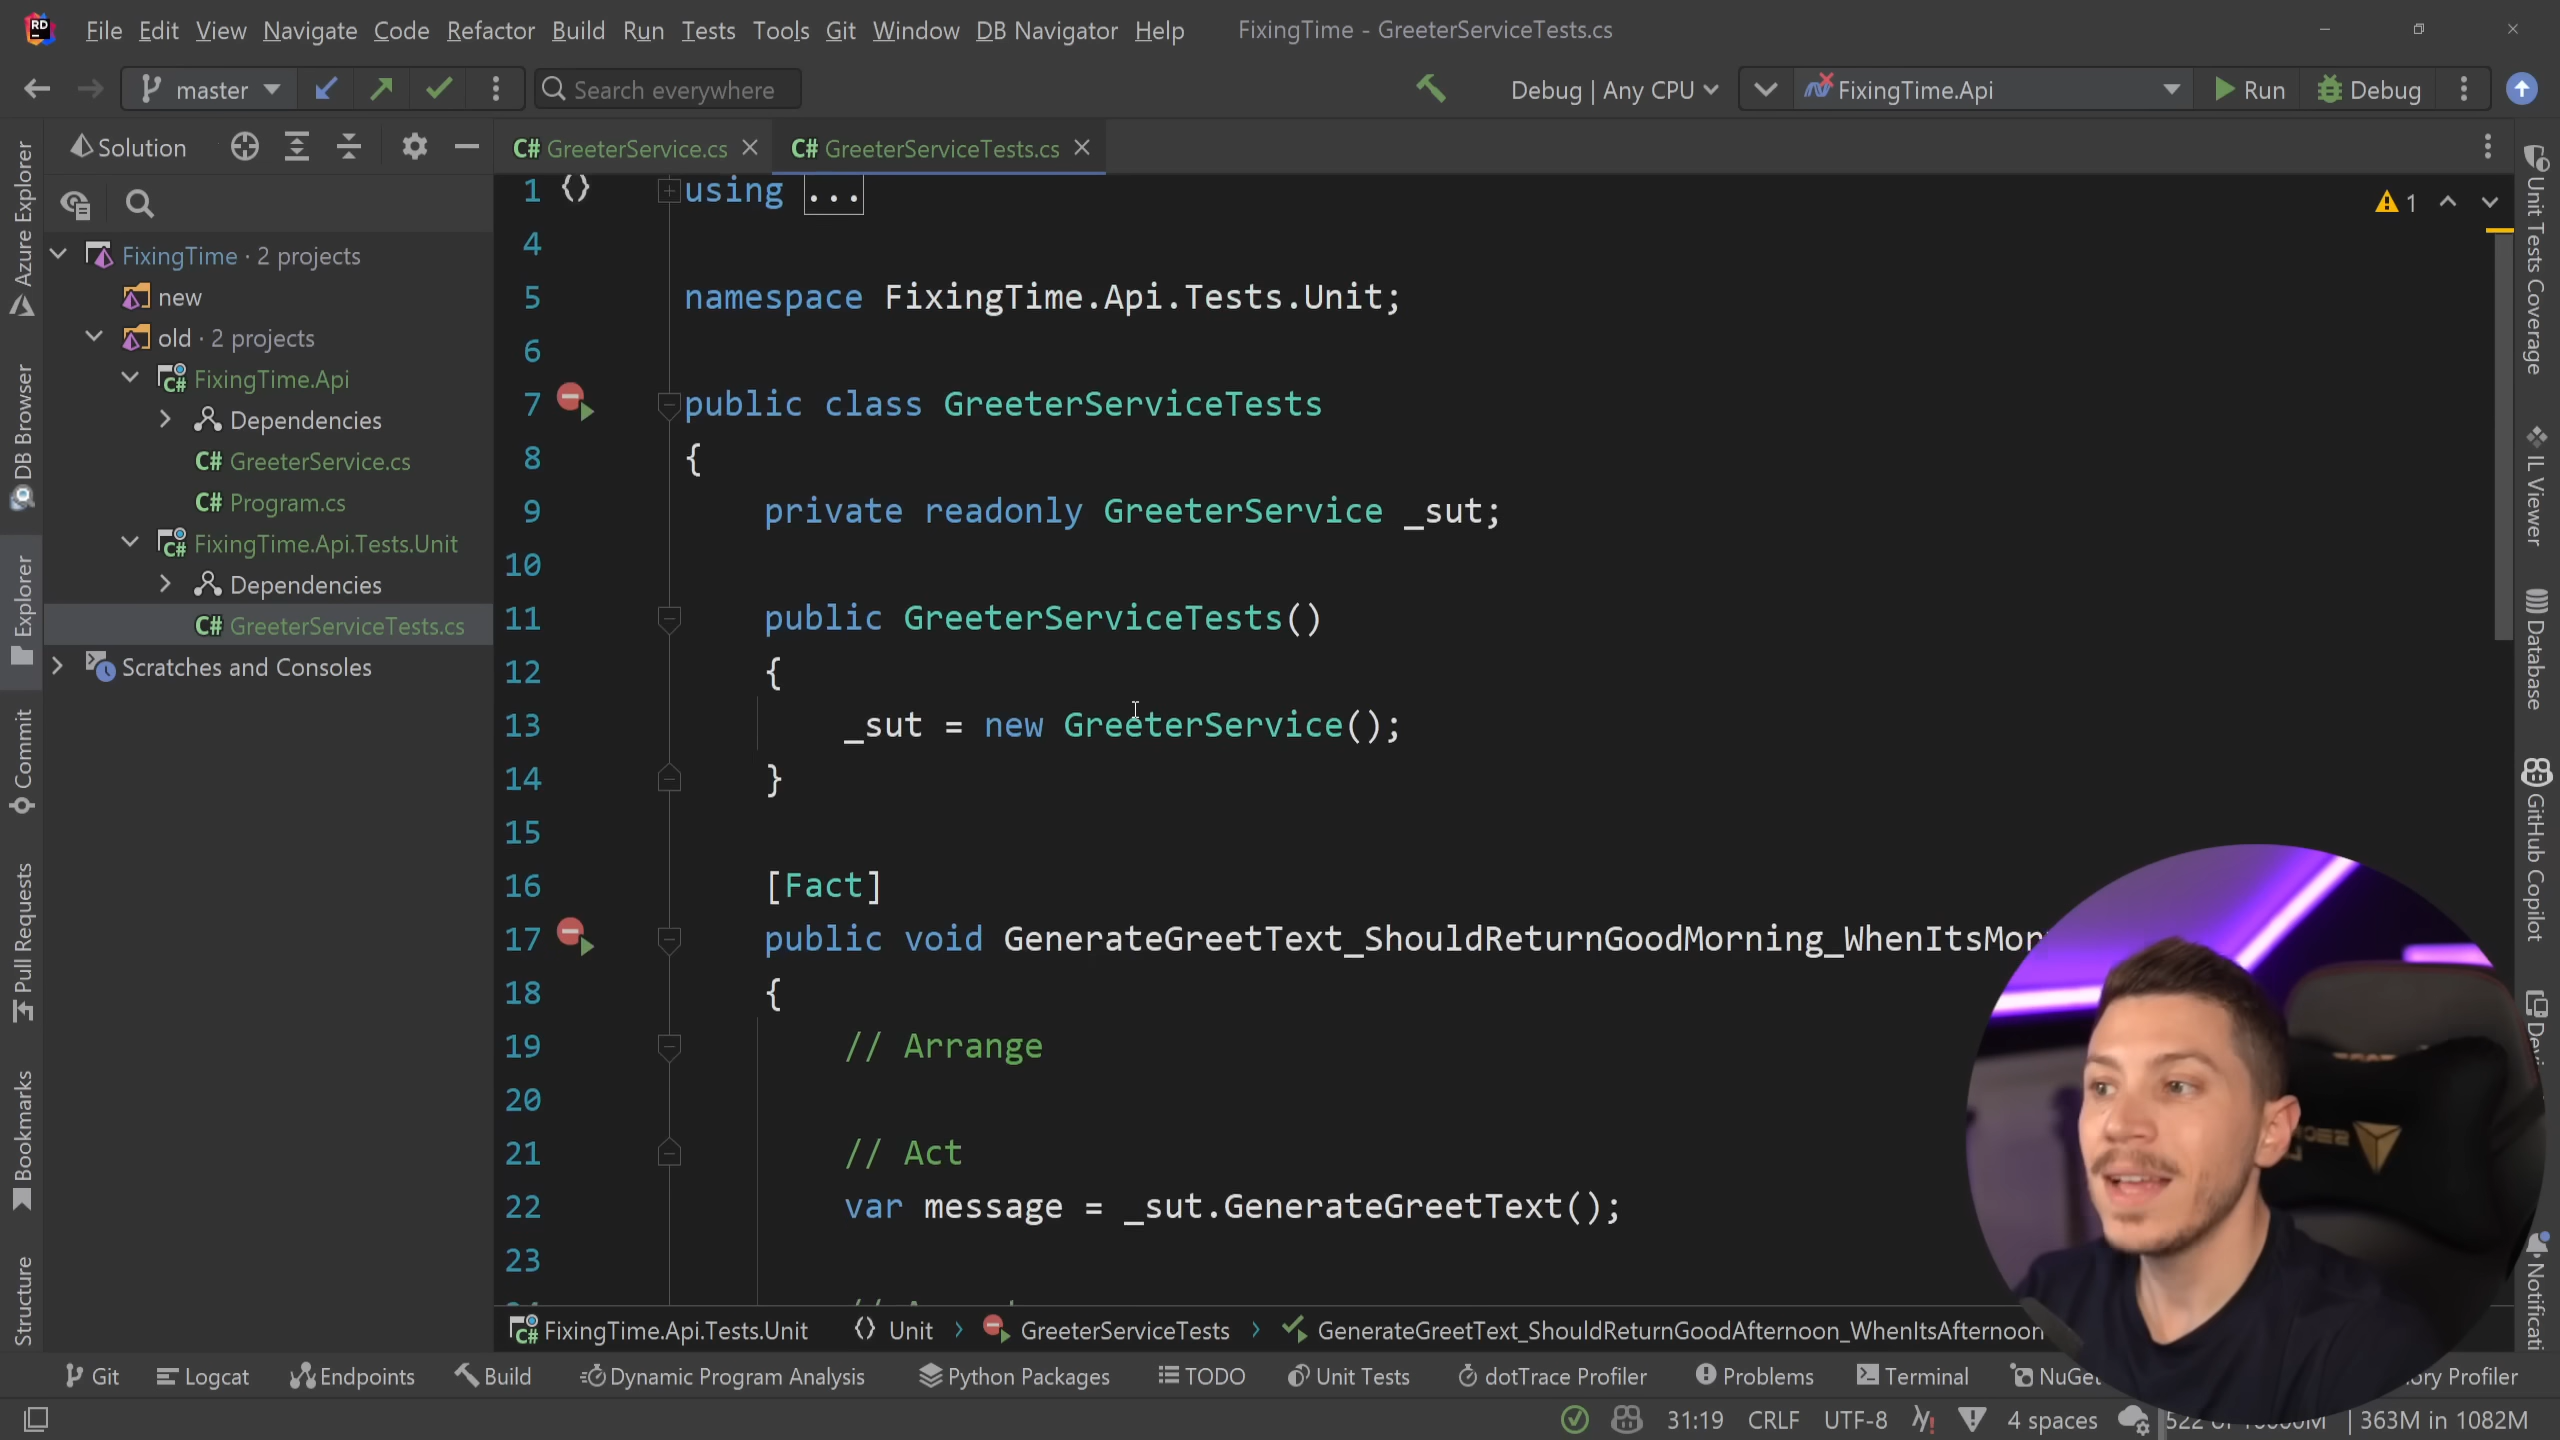 File Edit View Navigate Code Refactor Build Run Tests Tools Git Window DB Navigator Help FixingTime - GreeterServiceTests.cs
master Search everywhere Debug | Any CPU FixingTime.Api Run Debug
Solution C# GreeterService.cs C# GreeterServiceTests.cs
FixingTime · 2 projects
new
old · 2 projects
C# FixingTime.Api
Dependencies
C# GreeterService.cs
C# Program.cs
C# FixingTime.Api.Tests.Unit
Dependencies
C# GreeterServiceTests.cs
Scratches and Consoles
Azure Explorer
DB Browser
Explorer
Commit
Pull Requests
Bookmarks
Structure
1 {} using ...
4
5 namespace FixingTime.Api.Tests.Unit;
6
7 public class GreeterServiceTests
8 {
9 private readonly GreeterService _sut;
10
11 public GreeterServiceTests()
12 {
13 _sut = new GreeterService();
14 }
15
16 [Fact]
17 public void GenerateGreetText_ShouldReturnGoodMorning_WhenItsMor
18 {
19 // Arrange
20
21 // Act
22 var message = _sut.GenerateGreetText();
23
1
Unit Tests Coverage
IL Viewer
Database
GitHub Copilot
Notificati
C# FixingTime.Api.Tests.Unit {} Unit GreeterServiceTests GenerateGreetText_ShouldReturnGoodAfternoon_WhenItsAfternoon
Git Logcat Endpoints Build Dynamic Program Analysis Python Packages TODO Unit Tests dotTrace Profiler Problems Terminal NuGet ory Profiler
31:19 CRLF UTF-8 4 spaces 363M in 1082M